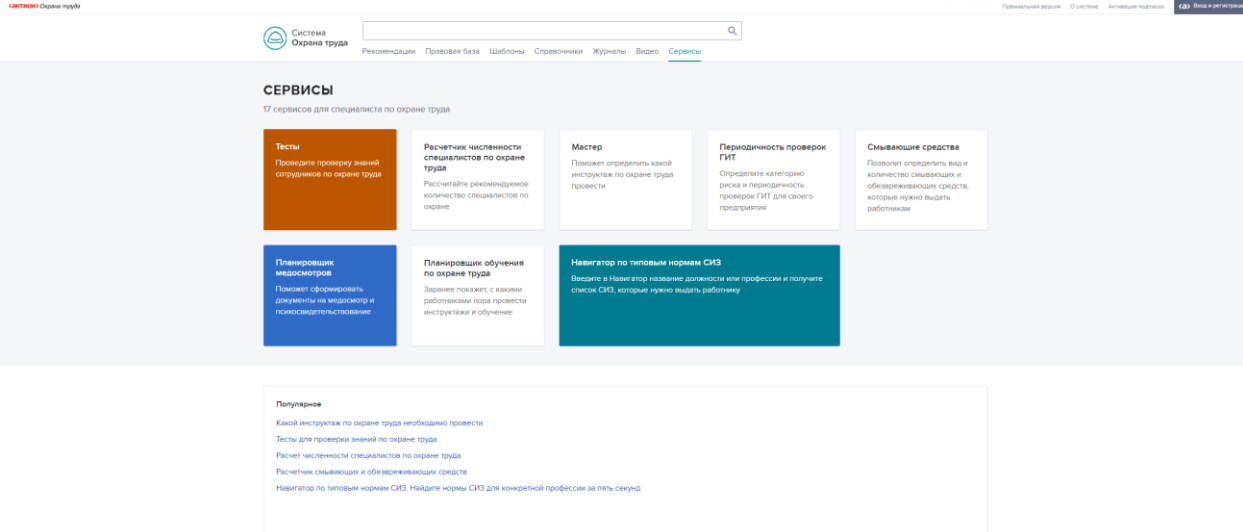 «АКТИОН» Охрана труда
Премиальная версия О системе Активация подписки Вход и регистрация
Система
Охрана труда
Рекомендации Правовая база Шаблоны Справочники Журналы Видео Сервисы
СЕРВИСЫ
17 сервисов для специалиста по охране труда
Тесты
Проведите проверку знаний
сотрудников по охране труда
Расчетчик численности
специалистов по охране
труда
Рассчитайте рекомендуемое
количество специалистов по
охране
Мастер
Поможет определить какой
инструктаж по охране труда
провести
Периодичность проверок
ГИТ
Определите категорию
риска и периодичность
проверок ГИТ для своего
предприятия
Смывающие средства
Позволит определить вид и
количество смывающих и
обезвреживающих средств,
которые нужно выдать
работникам
Планировщик
медосмотров
Поможет сформировать
документы на медосмотр и
психосвидетельствование
Планировщик обучения
по охране труда
Заранее покажет, с какими
работниками пора провести
инструктажи и обучение
Навигатор по типовым нормам СИЗ
Введите в Навигатор название должности или профессии и получите
список СИЗ, которые нужно выдать работнику
Популярное
Какой инструктаж по охране труда необходимо провести
Тесты для проверки знаний по охране труда
Расчет численности специалистов по охране труда
Расчетчик смывающих и обезвреживающих средств
Навигатор по типовым нормам СИЗ. Найдите нормы СИЗ для конкретной профессии за пять секунд